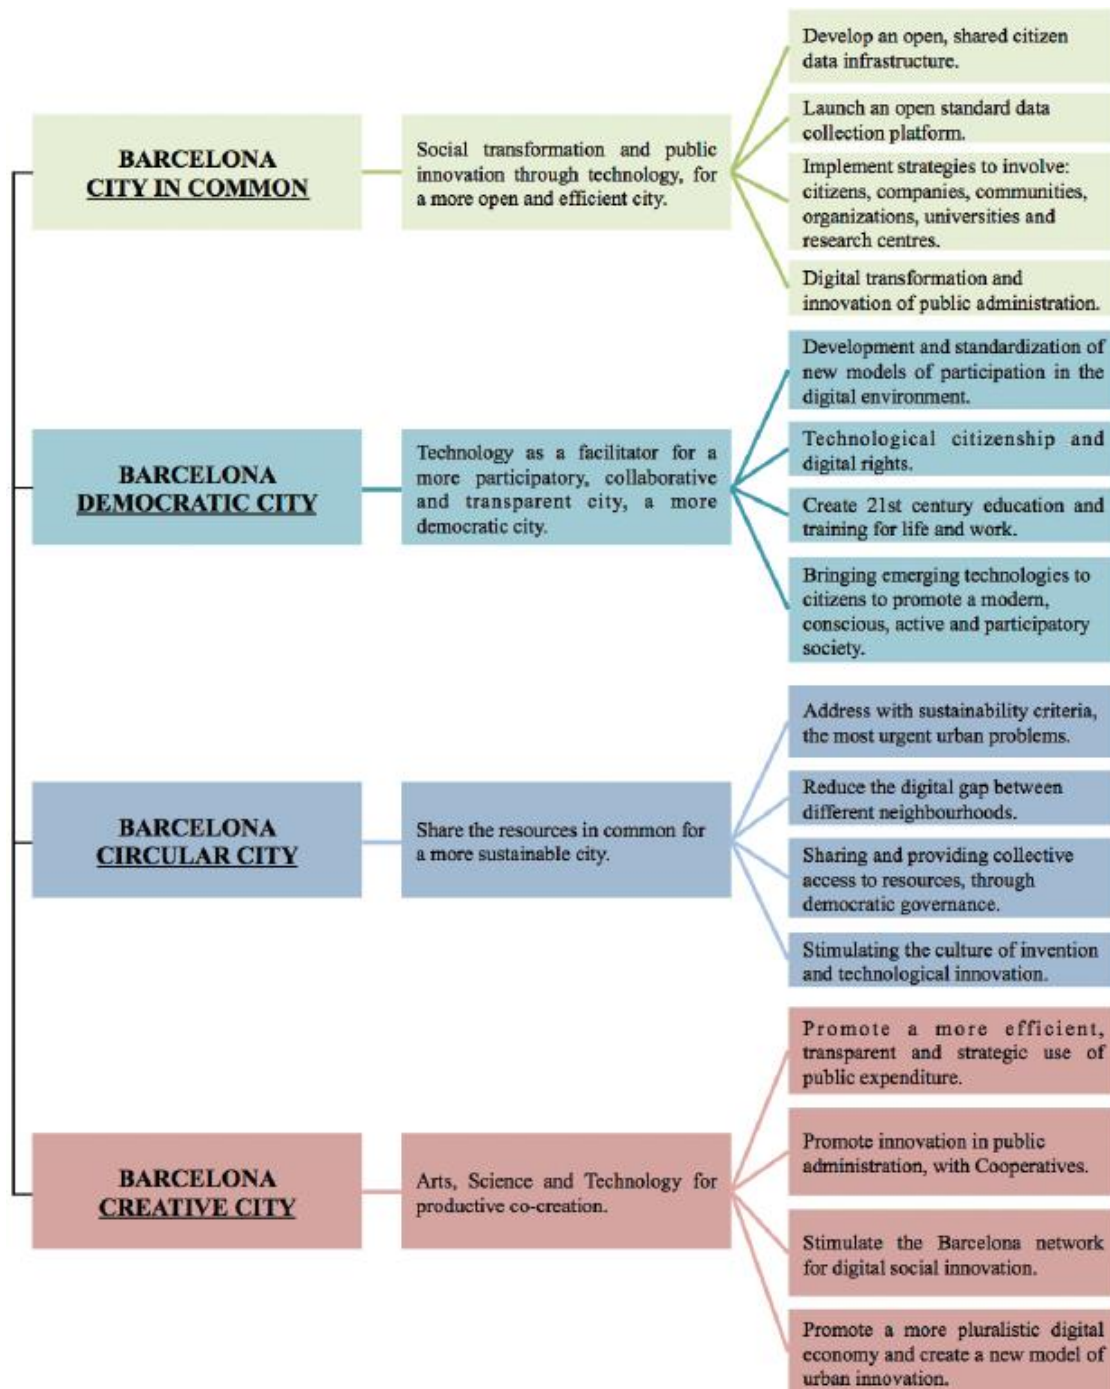 BARCELONA
CITY IN COMMON
Social transformation and public
innovation through technology, for
a more open and efficient city.
Develop an open, shared citizen
data infrastructure.
Launch an open standard data
collection platform.
Implement strategies to involve:
citizens, companies, communities,
organizations, universities and
research centres.
Digital transformation and
innovation of public administration.
BARCELONA
DEMOCRATIC CITY
Technology as a facilitator for a
more participatory, collaborative
and transparent city, a more
democratic city.
Development and standardization of
new models of participation in the
digital environment.
Technological citizenship and
digital rights.
Create 21st century education and
training for life and work.
Bringing emerging technologies to
citizens to promote a modern,
conscious, active and participatory
society.
BARCELONA
CIRCULAR CITY
Share the resources in common for
a more sustainable city.
Address with sustainability criteria,
the most urgent urban problems.
Reduce the digital gap between
different neighbourhoods.
Sharing and providing collective
access to resources, through
democratic governance.
Stimulating the culture of invention
and technological innovation.
BARCELONA
CREATIVE CITY
Arts, Science and Technology for
productive co-creation.
Promote a more efficient,
transparent and strategic use of
public expenditure.
Promote innovation in public
administration, with Cooperatives.
Stimulate the Barcelona network
for digital social innovation.
Promote a more pluralistic digital
economy and create a new model of
urban innovation.